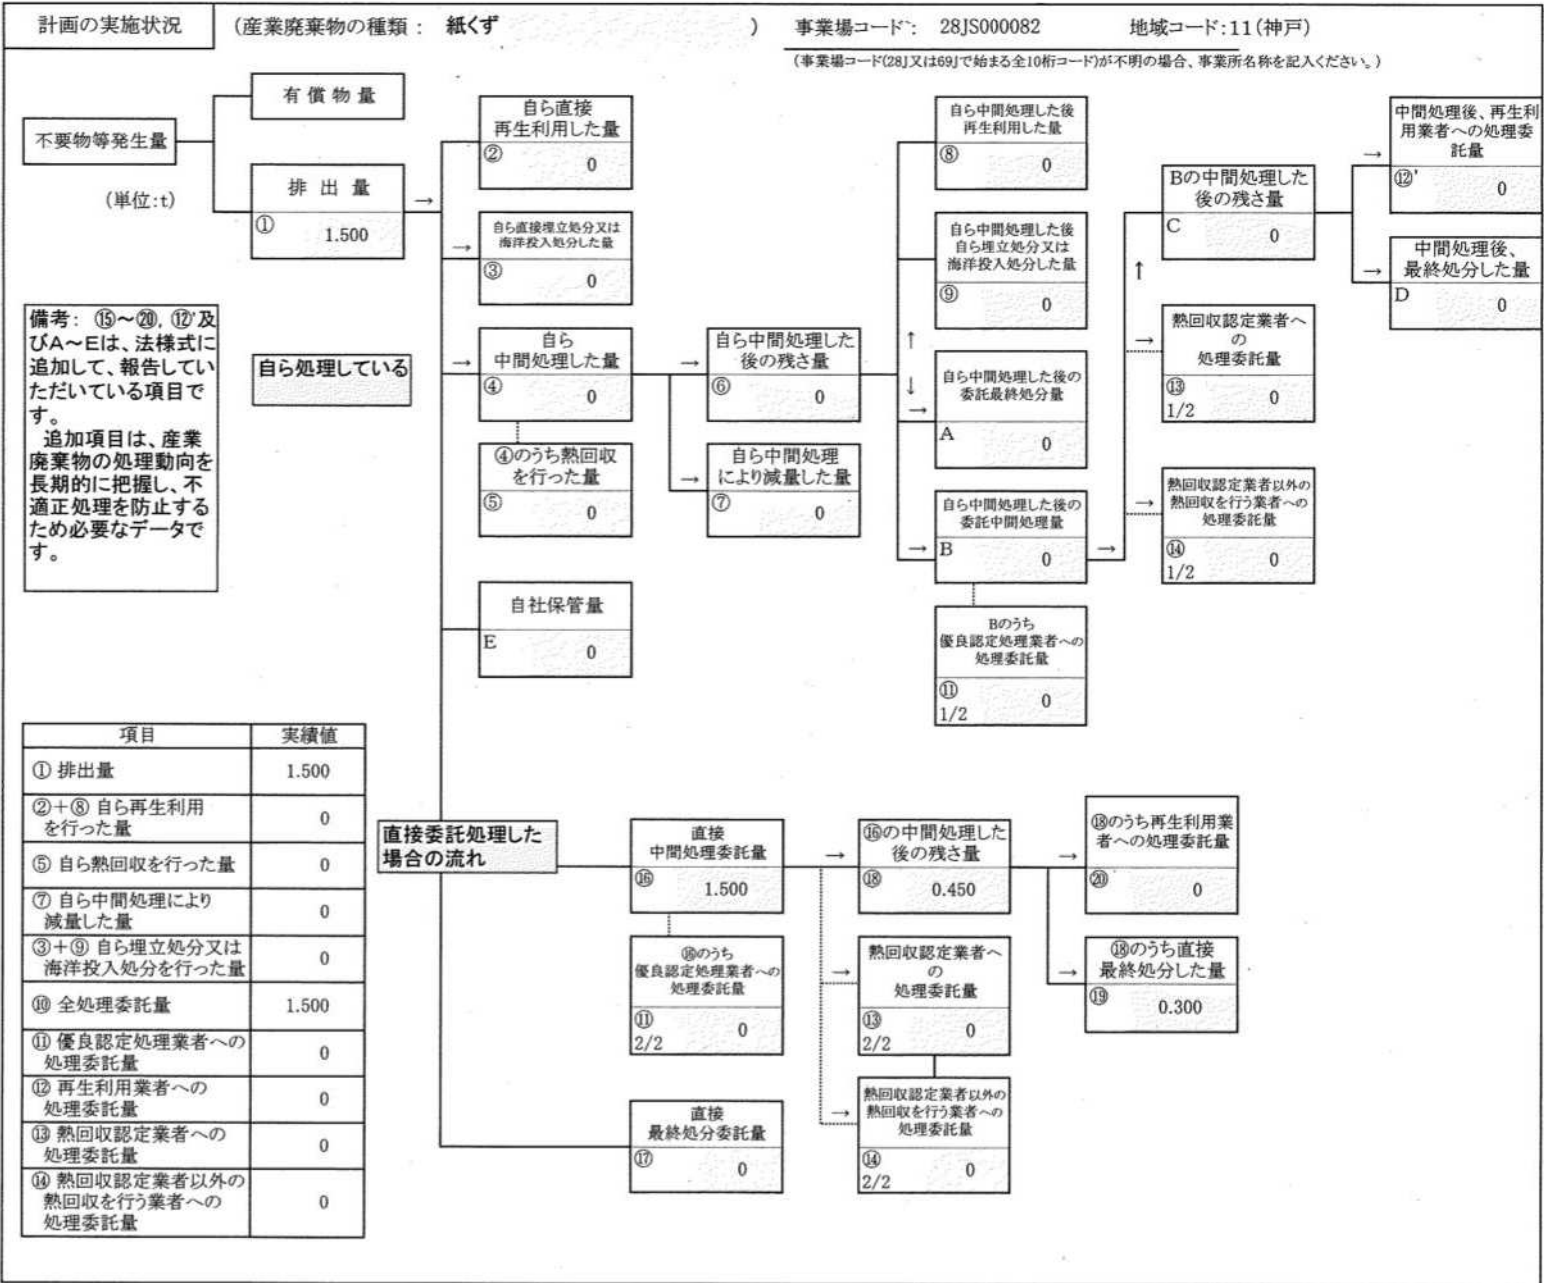 計画の実施状況
(産業廃棄物の種類： 紙くず )
事業場コード: 28JS000082
地域コード:11(神戸)
(事業場コード(28J又は69Jで始まる全10桁コード)が不明の場合、事業所名称を記入ください。)
不要物等発生量
(単位:t)
有償物量
排出量
→
①
1.500
備考： ⑮～⑳, ⑫'及
びA～Eは、法様式に
追加して、報告してい
ただいている項目で
す。
追加項目は、産業
廃棄物の処理動向を
長期的に把握し、不
適正処理を防止する
ため必要なデータで
す。
自ら処理している
自ら直接
再生利用した量
②
0
→
自ら直接埋立処分又は
海洋投入処分した量
③
0
→
自ら
中間処理した量
④
0
④のうち熱回収
を行った量
⑤
0
自社保管量
E
0
→
自ら中間処理した
後の残さ量
⑥
0
→
自ら中間処理
により減量した量
⑦
0
自ら中間処理した後
再生利用した量
⑧
0
自ら中間処理した後
自ら埋立処分又は
海洋投入処分した量
⑨
0
↑
↓
→
自ら中間処理した後の
委託最終処分量
A
0
→
自ら中間処理した後の
委託中間処理量
B
0
→
Bのうち
優良認定処理業者への
処理委託量
⑪
1/2
0
↑
Bの中間処理した
後の残さ量
C
0
→
熱回収認定業者へ
の
処理委託量
⑬
1/2
0
→
熱回収認定業者以外の
熱回収を行う業者への
処理委託量
⑭
1/2
0
→
中間処理後、再生利
用業者への処理委
託量
⑫'
0
→
中間処理後、
最終処分した量
D
0
項目 実績値
① 排出量 1.500
②＋⑧ 自ら再生利用
を行った量 0
⑤ 自ら熱回収を行った量 0
⑦ 自ら中間処理により
減量した量 0
③＋⑨ 自ら埋立処分又は
海洋投入処分を行った量 0
⑩ 全処理委託量 1.500
⑪ 優良認定処理業者への
処理委託量 0
⑫ 再生利用業者への
処理委託量 0
⑬ 熱回収認定業者への
処理委託量 0
⑭ 熱回収認定業者以外の
熱回収を行う業者への
処理委託量 0
直接委託処理した
場合の流れ
直接
中間処理委託量
⑯
1.500
⑯のうち
優良認定処理業者への
処理委託量
⑪
2/2
0
直接
最終処分委託量
⑰
0
→
⑯の中間処理した
後の残さ量
⑱
0.450
→
熱回収認定業者へ
の
処理委託量
⑬
2/2
0
→
熱回収認定業者以外の
熱回収を行う業者への
処理委託量
⑭
2/2
0
→
⑱のうち再生利用業
者への処理委託量
⑳
0
→
⑱のうち直接
最終処分した量
⑲
0.300